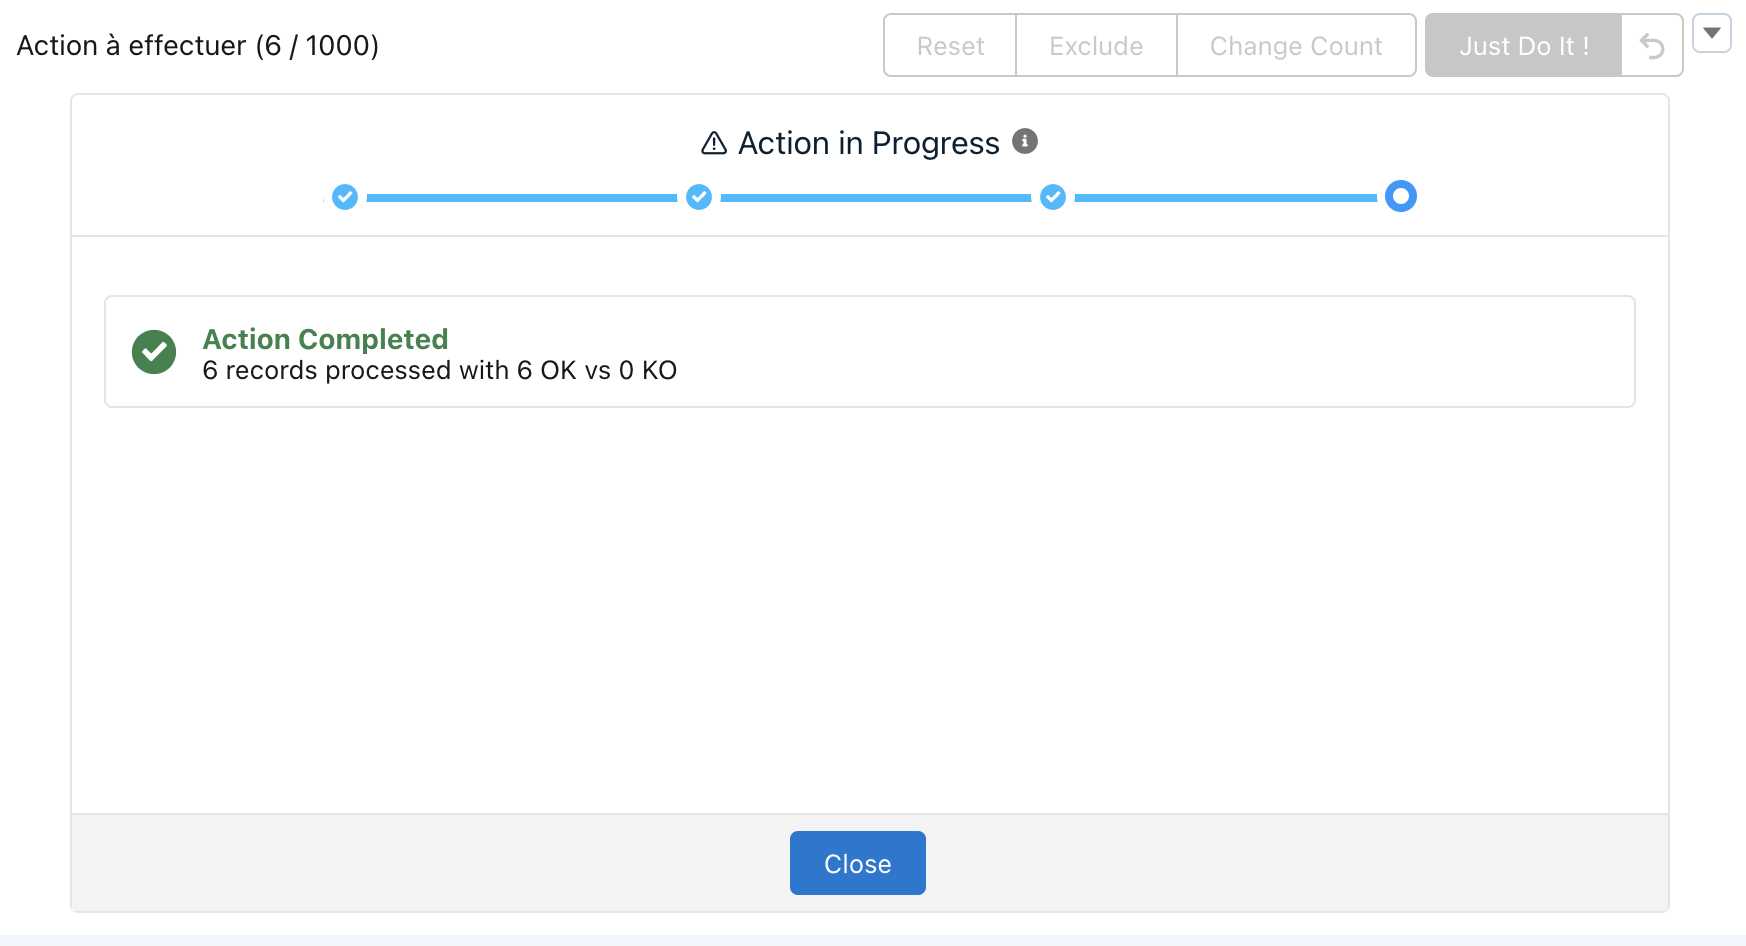 Action à effectuer (6 / 1000)
Reset
Exclude
Change Count
Just Do It !
Action in Progress
Action Completed
6 records processed with 6 OK vs 0 KO
Close